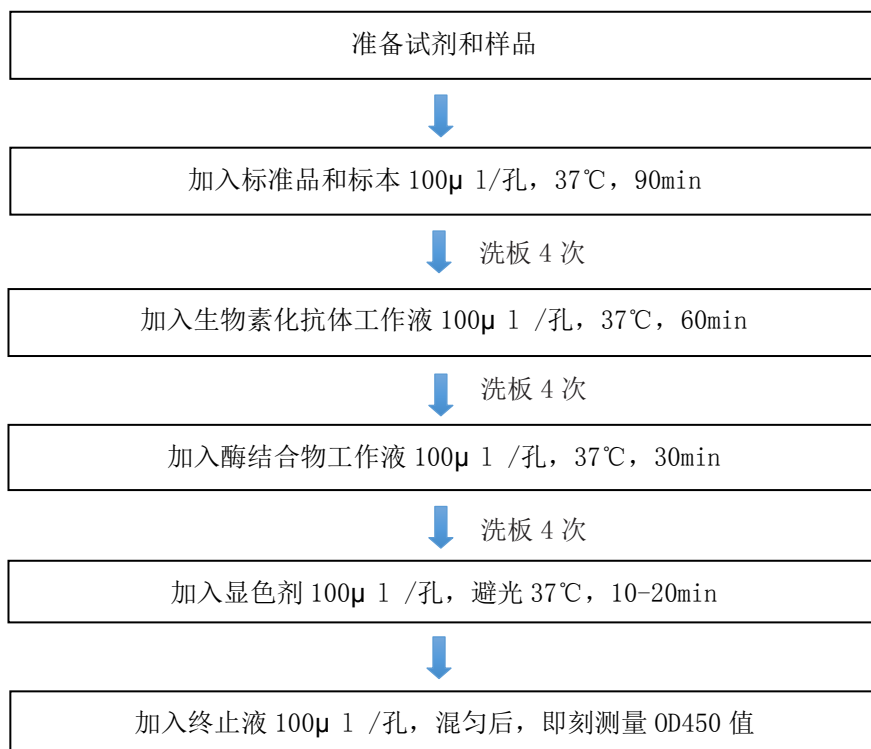 准备试剂和样品
加入标准品和标本 100μ l/孔，37℃，90min
洗板 4 次
加入生物素化抗体工作液 100μ l /孔，37℃，60min
洗板 4 次
加入酶结合物工作液 100μ l /孔，37℃，30min
洗板 4 次
加入显色剂 100μ l /孔，避光 37℃，10-20min
加入终止液 100μ l /孔，混匀后，即刻测量 OD450 值